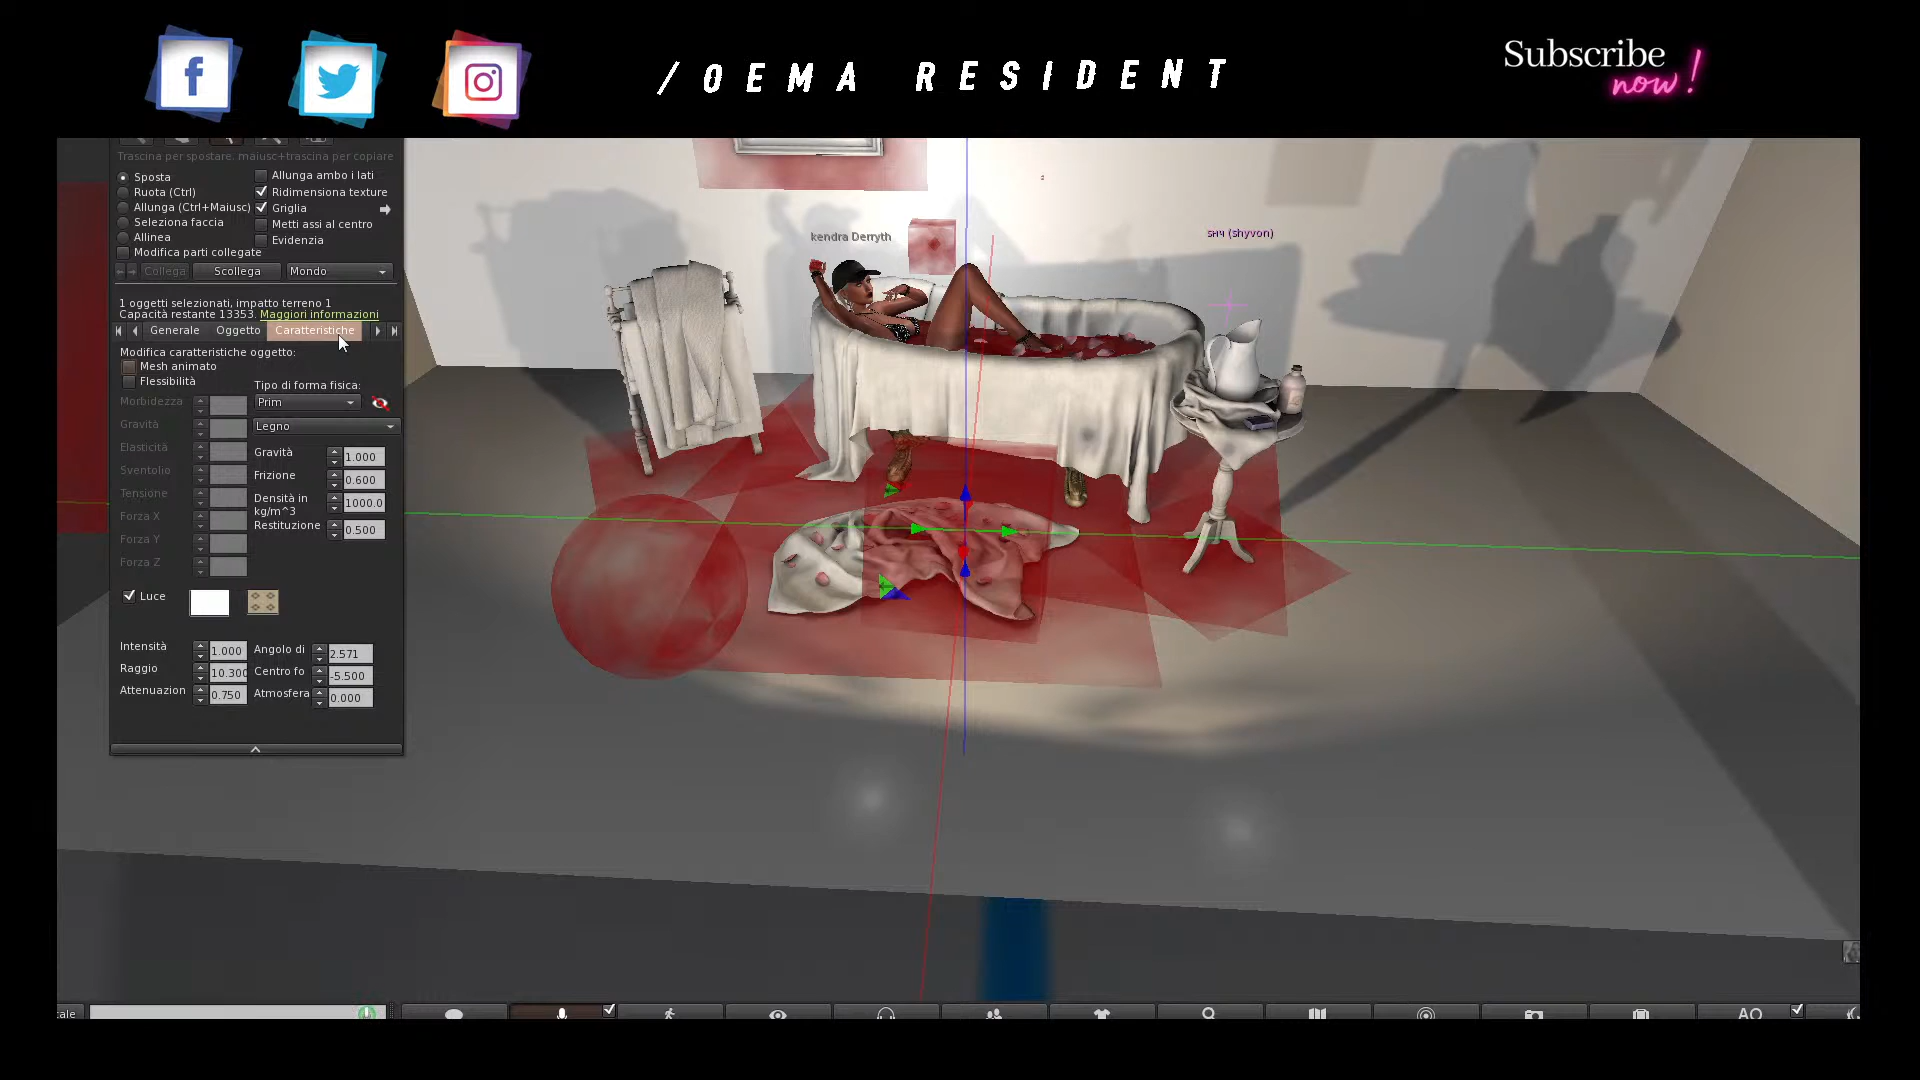 /OEMA RESIDENT
Subscribe
now!
Trascina per spostare. maiusc+trascina per copiare
Sposta
Allunga ambo i lati
Ruota (Ctrl)
Ridimensiona texture
Allunga (Ctrl+Maiusc)
Griglia
Seleziona faccia
Metti assi al centro
Allinea
Evidenzia
Modifica parti collegate
Collega
Scollega
Mondo
1 oggetti selezionati, impatto terreno 1
Capacità restante 13353. Maggiori informazioni
Generale
Oggetto
Caratteristiche
Modifica caratteristiche oggetto:
Mesh animato
Flessibilità
Tipo di forma fisica:
Morbidezza
Prim
Gravità
Legno
Elasticità
Gravità
1.000
Sventolio
Frizione
0.600
Tensione
Densità in
kg/m^3
1000.0
Forza X
Restituzione
0.500
Forza Y
Forza Z
Luce
Intensità
1.000
Angolo di
2.571
Raggio
10.300
Centro fo
-5.500
Attenuazion
0.750
Atmosfera
0.000
kendra Derryth
sнч (shyvon)
cale
AO